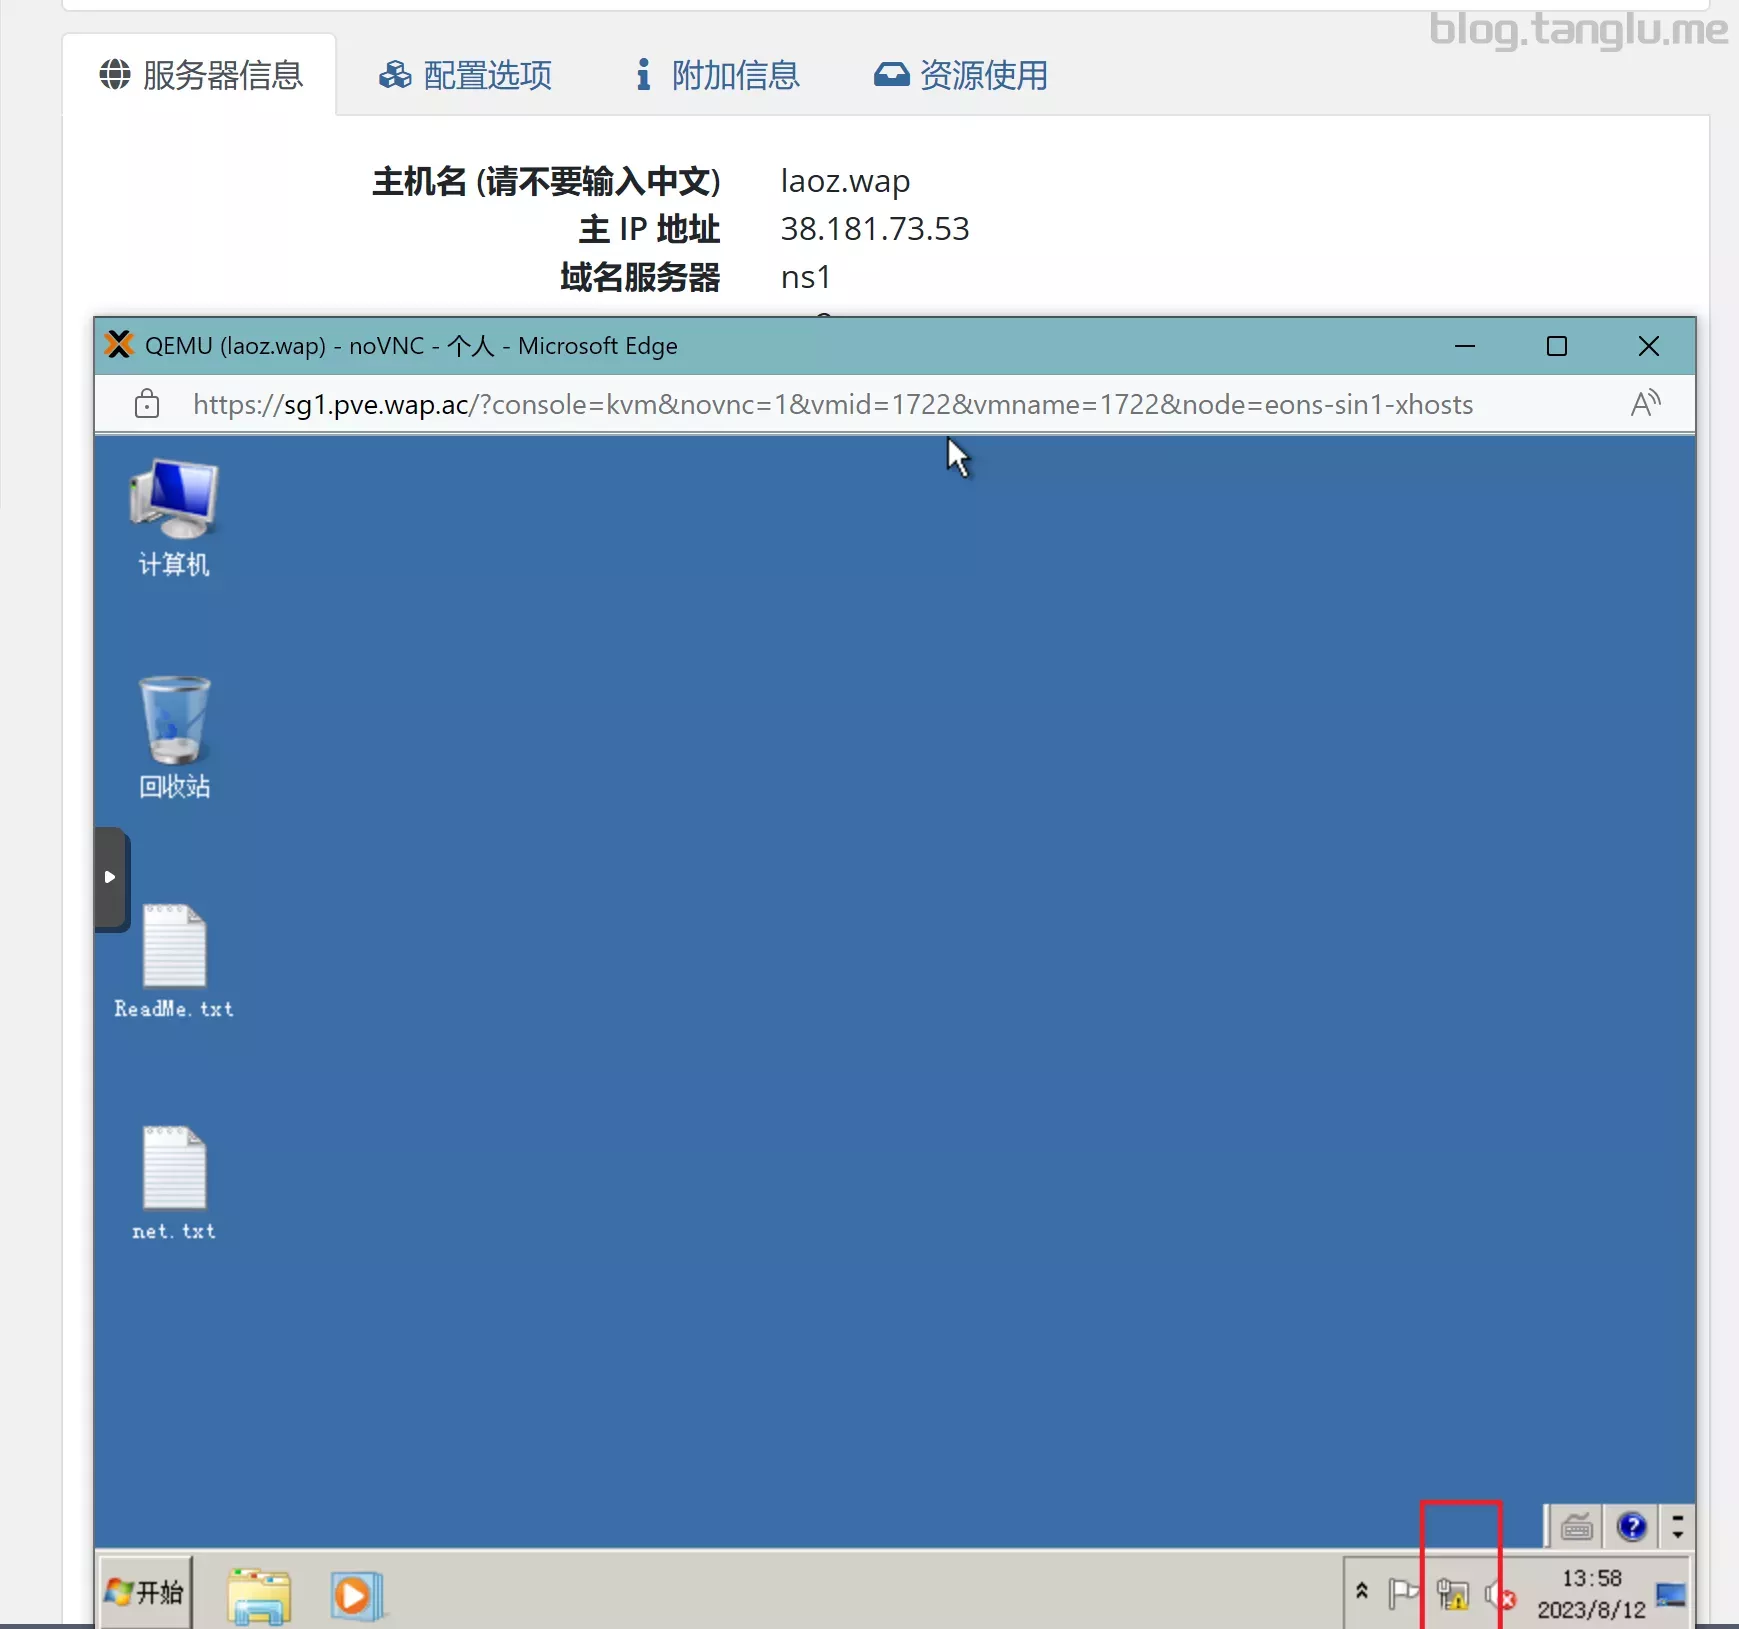 blog.tanglu.me
服务器信息 配置选项 附加信息 资源使用
主机名 (请不要输入中文) laoz.wap
主 IP 地址 38.181.73.53
域名服务器 ns1
QEMU (laoz.wap) - noVNC - 个人 - Microsoft Edge
https://sg1.pve.wap.ac/?console=kvm&novnc=1&vmid=1722&vmname=1722&node=eons-sin1-xhosts
计算机
回收站
ReadMe.txt
net.txt
开始
13:58
2023/8/12